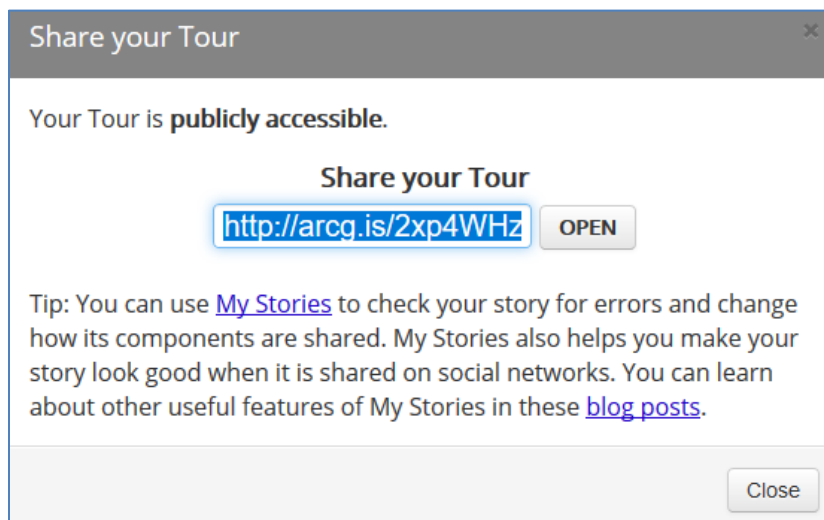 Share your Tour
Your Tour is publicly accessible.
Share your Tour
http://arcg.is/2xp4WHz OPEN
Tip: You can use My Stories to check your story for errors and change
how its components are shared. My Stories also helps you make your
story look good when it is shared on social networks. You can learn
about other useful features of My Stories in these blog posts.
Close